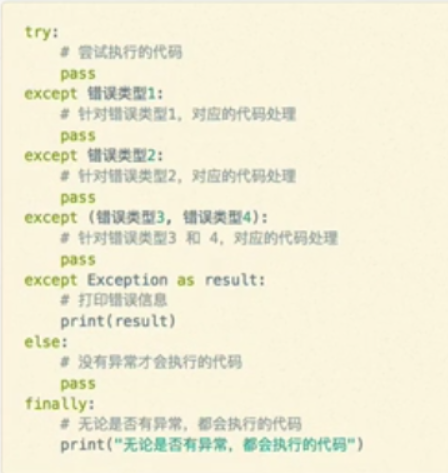 try:
    # 尝试执行的代码
    pass
except 错误类型1:
    # 针对错误类型1，对应的代码处理
    pass
except 错误类型2:
    # 针对错误类型2，对应的代码处理
    pass
except (错误类型3, 错误类型4):
    # 针对错误类型3 和 4，对应的代码处理
    pass
except Exception as result:
    # 打印错误信息
    print(result)
else:
    # 没有异常才会执行的代码
    pass
finally:
    # 无论是否有异常，都会执行的代码
    print("无论是否有异常，都会执行的代码")